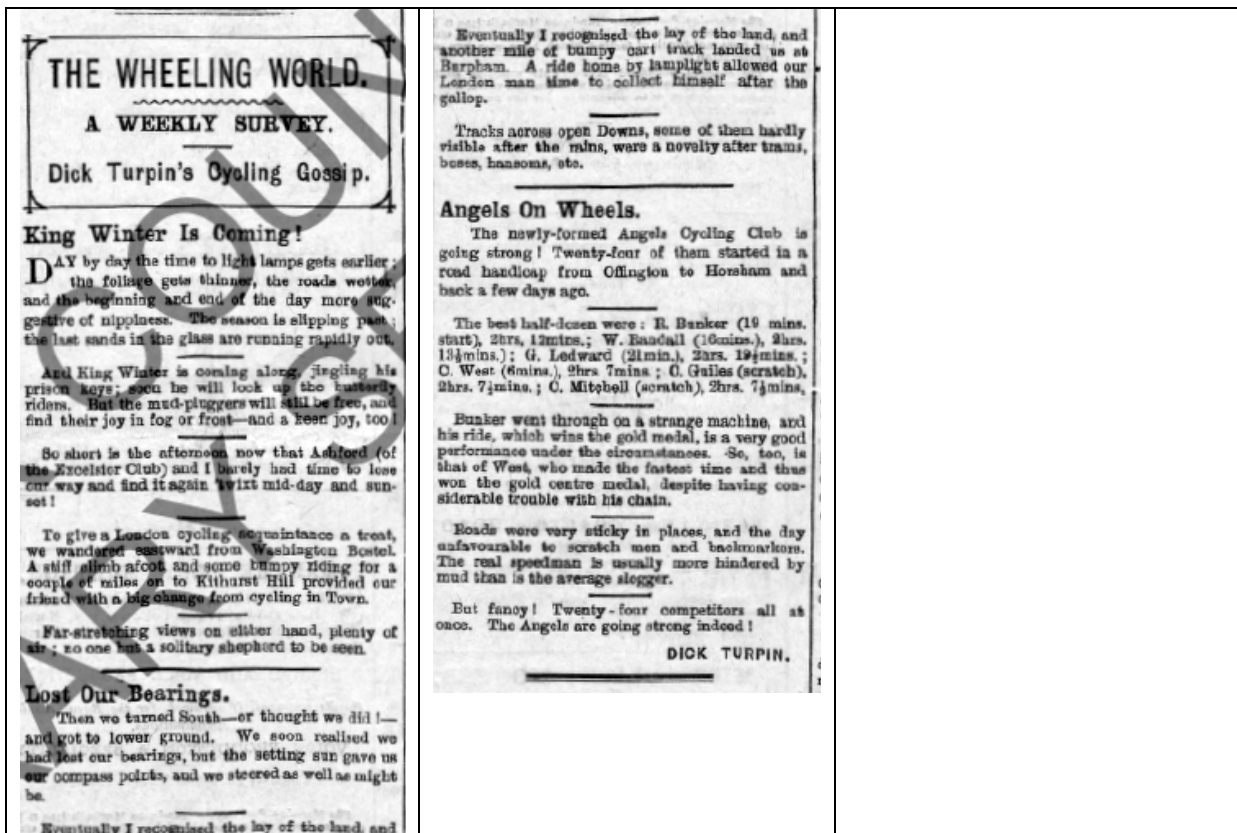 THE WHEELING WORLD.
A WEEKLY SURVEY.
Dick Turpin's Cycling Gossip.
King Winter Is Coming!
DAY by day the time to light lamps gets earlier;
the foliage gets thinner, the roads wetter,
and the beginning and end of the day more sug-
gestive of nippiness. The season is slipping past;
the last sands in the glass are running rapidly out.
And King Winter is coming along, jingling his
prison keys; soon he will lock up the butterfly
riders. But the mud-pluggers will still be free, and
find their joy in fog or frost—and a keen joy, too!
So short is the afternoon now that Ashford (of
the Excelsior Club) and I barely had time to lose
our way and find it again 'twixt mid-day and sun-
set!
To give a London cycling acquaintance a treat,
we wandered eastward from Washington Bostel.
A stiff climb afoot and some bumpy riding for a
couple of miles on to Kithurst Hill provided our
friend with a big change from cycling in Town.
Far-stretching views on either hand, plenty of
air; no one but a solitary shepherd to be seen.
Lost Our Bearings.
Then we turned South—or thought we did!—
and got to lower ground. We soon realised we
had lost our bearings, but the setting sun gave us
our compass points, and we steered as well as might
be.
Eventually I recognised the lay of the land, and
Eventually I recognised the lay of the land, and
another mile of bumpy cart track landed us at
Burpham. A ride home by lamplight allowed our
London man time to collect himself after the
gallop.
Tracks across open Downs, some of them hardly
visible after the rains, were a novelty after trams,
buses, hansoms, etc.
Angels On Wheels.
The newly-formed Angels Cycling Club is
going strong! Twenty-four of them started in a
road handicap from Offington to Horsham and
back a few days ago.
The best half-dozen were: R. Bunker (19 mins.
start), 2hrs. 12mins.; W. Randall (16mins.), 2hrs.
13½mins.); G. Ledward (21min.), 2hrs. 19½mins.;
C. West (6mins.), 2hrs 7mins; C. Guiles (scratch),
2hrs. 7½mins.; C. Mitchell (scratch), 2hrs. 7½mins,
Bunker went through on a strange machine, and
his ride, which wins the gold medal, is a very good
performance under the circumstances. So, too, is
that of West, who made the fastest time and thus
won the gold centre medal, despite having con-
siderable trouble with his chain.
Roads were very sticky in places, and the day
unfavourable to scratch men and backmarkers.
The real speedman is usually more hindered by
mud than is the average slogger.
But fancy! Twenty-four competitors all at
once. The Angels are going strong indeed!
DICK TURPIN.